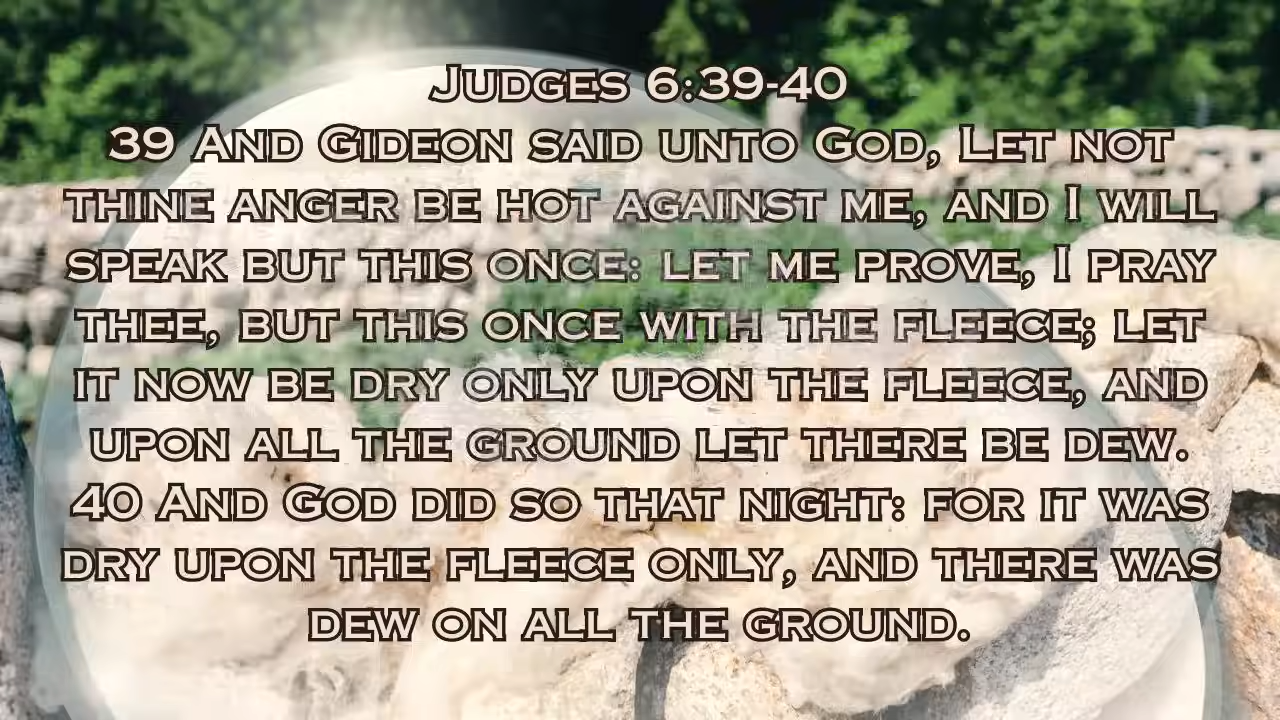 Judges 6:39-40
39 And Gideon said unto God, Let not
thine anger be hot against me, and I will
speak but this once: let me prove, I pray
thee, but this once with the fleece; let
it now be dry only upon the fleece, and
upon all the ground let there be dew.
40 And God did so that night: for it was
dry upon the fleece only, and there was
dew on all the ground.